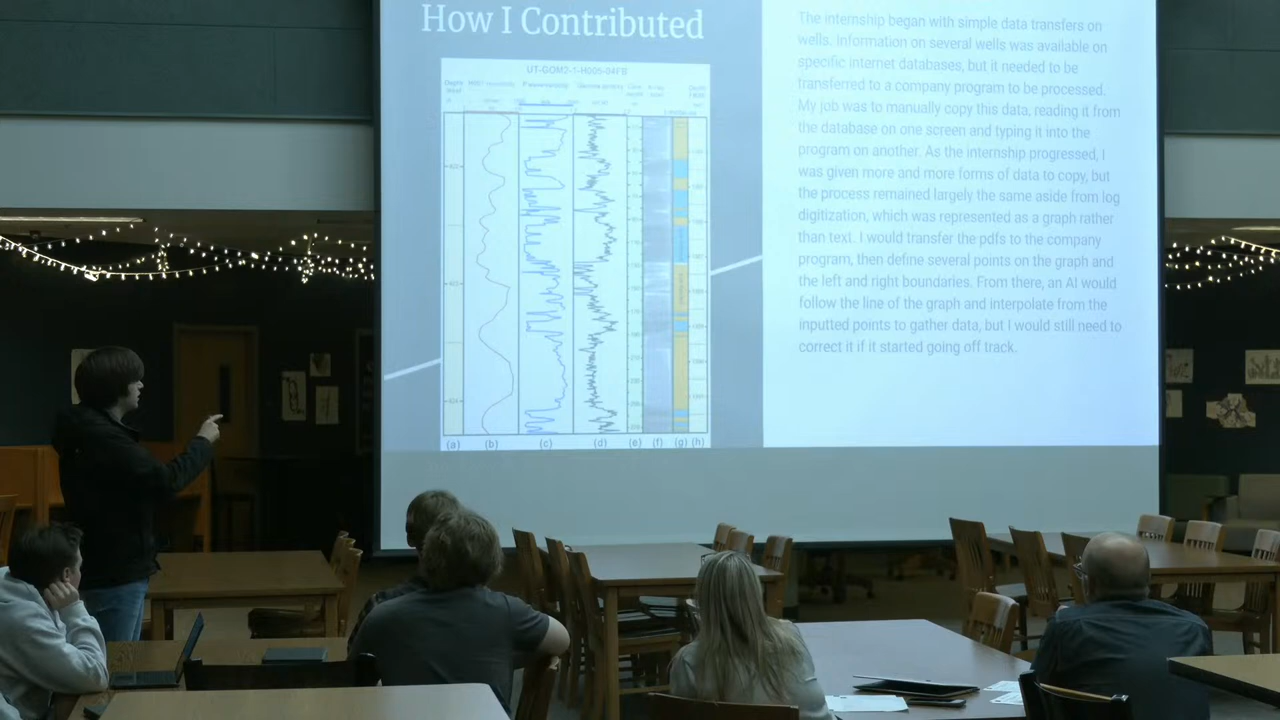 How I Contributed
UT-GOM2-1-H005-04FB
(a) (b) (c) (d) (e) (f) (g) (h)
The internship began with simple data transfers on
wells. Information on several wells was available on
specific internet databases, but it needed to be
transferred to a company program to be processed.
My job was to manually copy this data, reading it from
the database on one screen and typing it into the
program on another. As the internship progressed, I
was given more and more forms of data to copy, but
the process remained largely the same aside from log
digitization, which was represented as a graph rather
than text. I would transfer the pdfs to the company
program, then define several points on the graph and
the left and right boundaries. From there, an AI would
follow the line of the graph and interpolate from the
inputted points to gather data, but I would still need to
correct it if it started going off track.